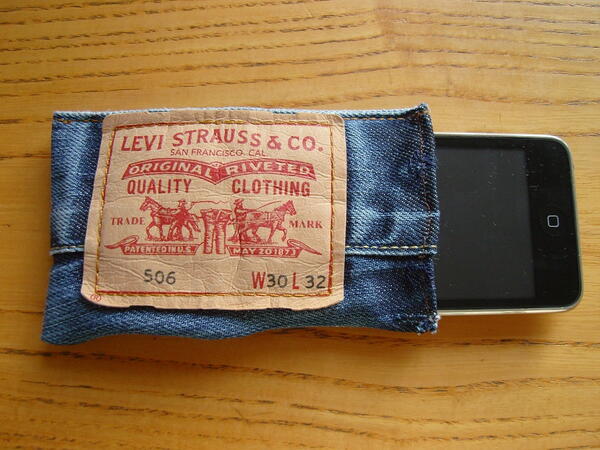 LEVI STRAUSS & CO.
SAN FRANCISCO CAL.
ORIGINAL RIVETED
QUALITY CLOTHING
TRADE MARK
PATENTED IN U.S. MAY 20 1873
506 W30 L32